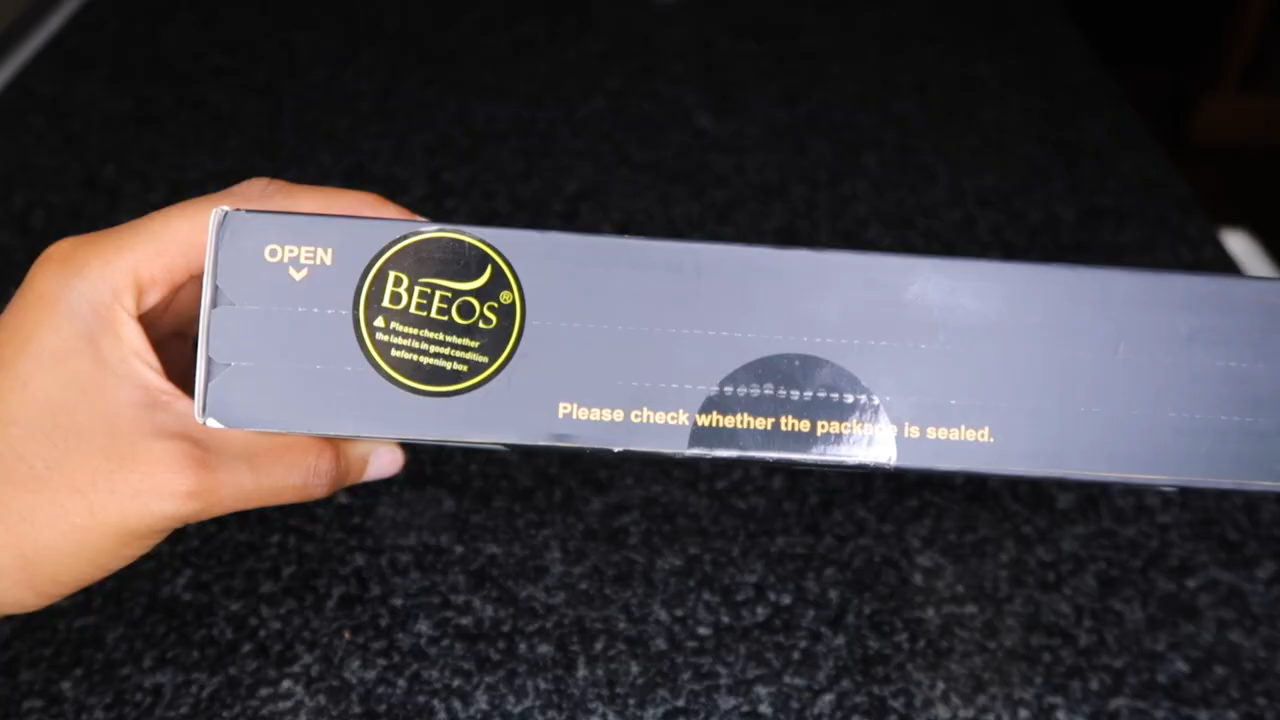 OPEN
BEEOS®
Please check whether
the label is in good condition
before opening box
Please check whether the package is sealed.